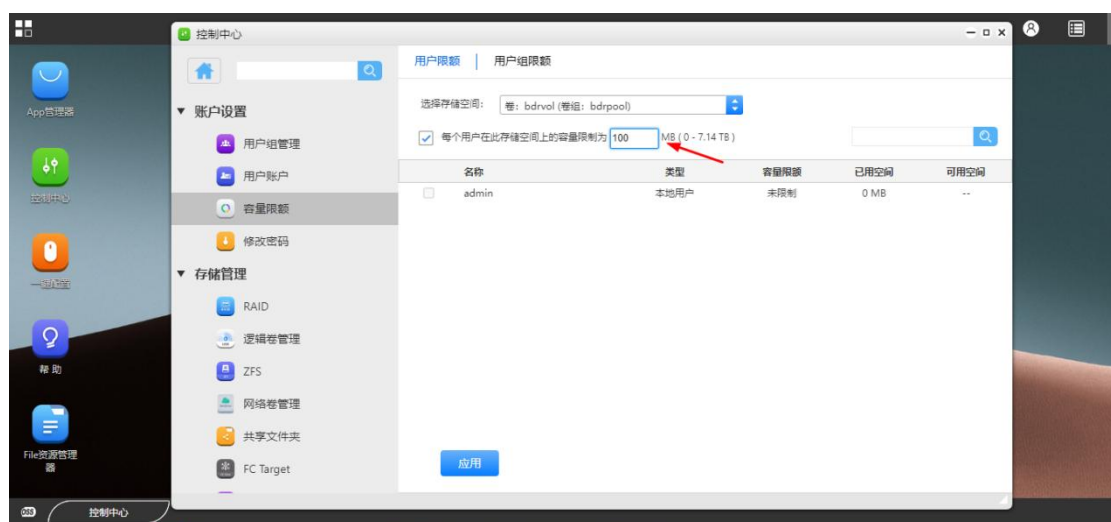 控制中心
用户限额 | 用户组限额
App管理器
账户设置
选择存储空间: 卷: bdrvol (卷组: bdrpool)
用户组管理
每个用户在此存储空间上的容量限制为 100 MB ( 0 - 7.14 TB )
用户账户
名称 类型 容量限额 已用空间 可用空间
控制中心
容量限额
admin 本地用户 未限制 0 MB --
修改密码
一键配置
存储管理
RAID
逻辑卷管理
帮 助
ZFS
网络卷管理
共享文件夹
File资源管理
器
FC Target
应用
控制中心